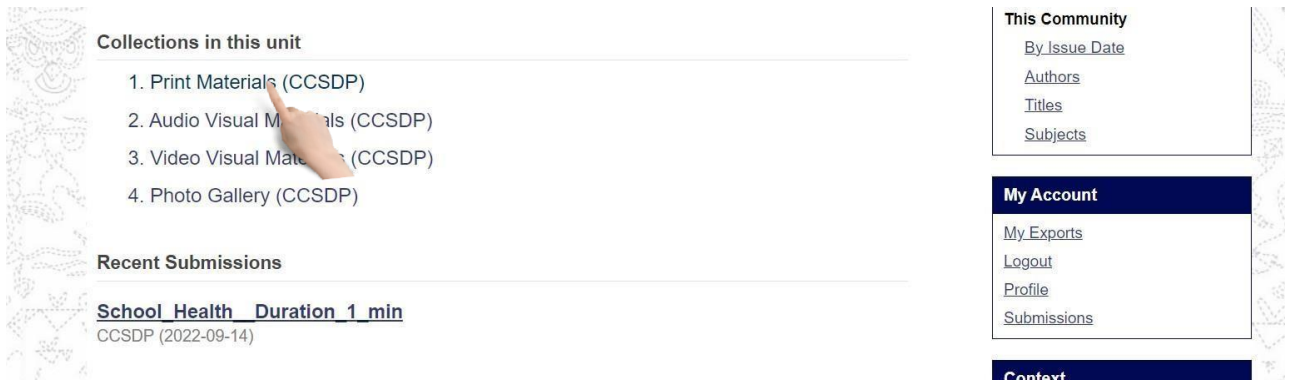 Collections in this unit
1. Print Materials (CCSDP)
2. Audio Visual Materials (CCSDP)
3. Video Visual Materials (CCSDP)
4. Photo Gallery (CCSDP)
Recent Submissions
School_Health__Duration_1_min
CCSDP (2022-09-14)
This Community
By Issue Date
Authors
Titles
Subjects
My Account
My Exports
Logout
Profile
Submissions
Context